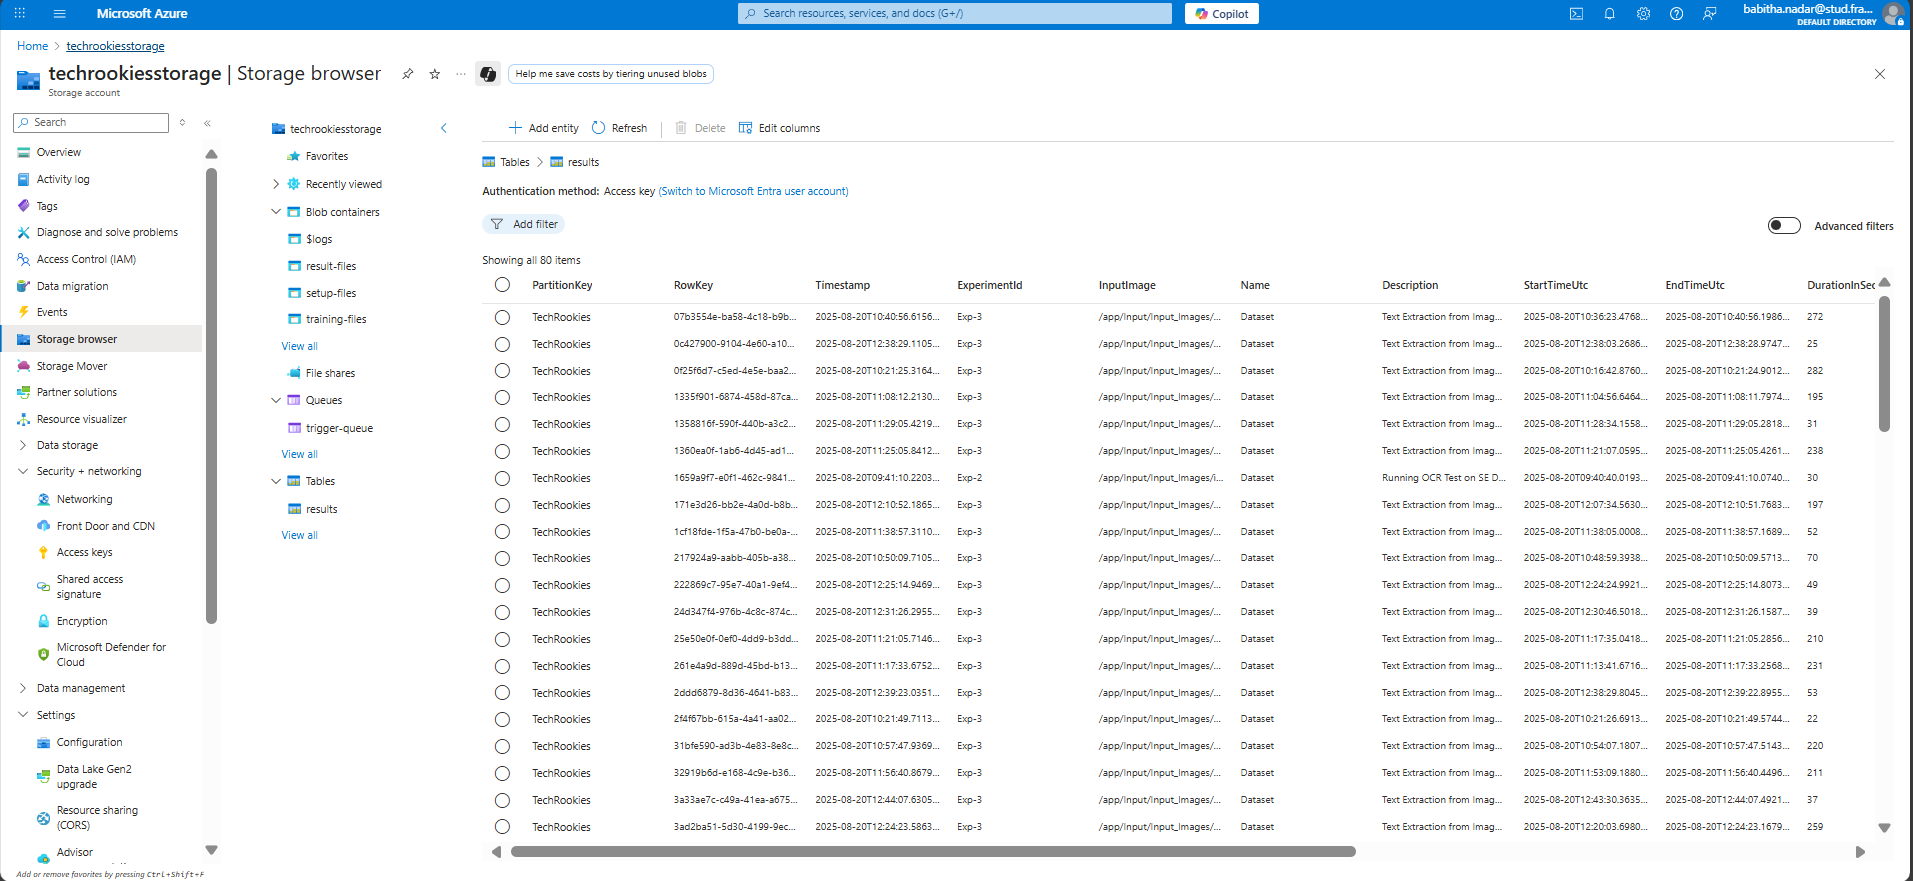 Microsoft Azure
Search resources, services, and docs (G+/)
Copilot
babitha.nadar@stud.fra...
DEFAULT DIRECTORY
Home > techrookiesstorage
techrookiesstorage | Storage browser
Storage account
Help me save costs by tiering unused blobs
Search
Overview
Activity log
Tags
Diagnose and solve problems
Access Control (IAM)
Data migration
Events
Storage browser
Storage Mover
Partner solutions
Resource visualizer
Data storage
Security + networking
Networking
Front Door and CDN
Access keys
Shared access
signature
Encryption
Microsoft Defender for
Cloud
Data management
Settings
Configuration
Data Lake Gen2
upgrade
Resource sharing
(CORS)
Advisor
Add or remove favorites by pressing Ctrl+Shift+F
techrookiesstorage
Favorites
Recently viewed
Blob containers
$logs
result-files
setup-files
training-files
View all
File shares
Queues
trigger-queue
View all
Tables
results
View all
Add entity Refresh Delete Edit columns
Tables > results
Authentication method: Access key (Switch to Microsoft Entra user account)
Add filter
Advanced filters
Showing all 80 items
PartitionKey RowKey Timestamp ExperimentId InputImage Name Description StartTimeUtc EndTimeUtc DurationInSec
TechRookies 07b3554e-ba58-4c18-b9b... 2025-08-20T10:40:56.6156... Exp-3 /app/Input/Input_Images/... Dataset Text Extraction from Imag... 2025-08-20T10:36:23.4768... 2025-08-20T10:40:56.1986... 272
TechRookies 0c427900-9104-4e60-a10... 2025-08-20T12:38:29.1105... Exp-3 /app/Input/Input_Images/... Dataset Text Extraction from Imag... 2025-08-20T12:38:03.2686... 2025-08-20T12:38:28.9747... 25
TechRookies 0f25f6d7-c5ed-4e5e-baa2... 2025-08-20T10:21:25.3164... Exp-3 /app/Input/Input_Images/... Dataset Text Extraction from Imag... 2025-08-20T10:16:42.8760... 2025-08-20T10:21:24.9012... 282
TechRookies 1335f901-6874-458d-87ca... 2025-08-20T11:08:12.2130... Exp-3 /app/Input/Input_Images/... Dataset Text Extraction from Imag... 2025-08-20T11:04:56.6464... 2025-08-20T11:08:11.7974... 195
TechRookies 1358816f-590f-440b-a3c2... 2025-08-20T11:29:05.4219... Exp-3 /app/Input/Input_Images/... Dataset Text Extraction from Imag... 2025-08-20T11:28:34.1558... 2025-08-20T11:29:05.2818... 31
TechRookies 1360ea0f-1ab6-4d45-ad1... 2025-08-20T11:25:05.8412... Exp-3 /app/Input/Input_Images/... Dataset Text Extraction from Imag... 2025-08-20T11:21:07.0595... 2025-08-20T11:25:05.4261... 238
TechRookies 1659a9f7-e0f1-462c-9841... 2025-08-20T09:41:10.2203... Exp-2 /app/Input/Input_Images/i... Dataset Running OCR Test on SE D... 2025-08-20T09:40:40.0193... 2025-08-20T09:41:10.0740... 30
TechRookies 171e3d26-bb2e-4a0d-b8b... 2025-08-20T12:10:52.1865... Exp-3 /app/Input/Input_Images/... Dataset Text Extraction from Imag... 2025-08-20T12:07:34.5630... 2025-08-20T12:10:51.7683... 197
TechRookies 1cf18fde-1f5a-47b0-be0a-... 2025-08-20T11:38:57.3110... Exp-3 /app/Input/Input_Images/... Dataset Text Extraction from Imag... 2025-08-20T11:38:05.0008... 2025-08-20T11:38:57.1689... 52
TechRookies 217924a9-aabb-405b-a38... 2025-08-20T10:50:09.7105... Exp-3 /app/Input/Input_Images/... Dataset Text Extraction from Imag... 2025-08-20T10:48:59.3938... 2025-08-20T10:50:09.5713... 70
TechRookies 222869c7-95e7-40a1-9ef4... 2025-08-20T12:25:14.9469... Exp-3 /app/Input/Input_Images/... Dataset Text Extraction from Imag... 2025-08-20T12:24:24.9921... 2025-08-20T12:25:14.8073... 49
TechRookies 24d347f4-976b-4c8c-874c... 2025-08-20T12:31:26.2955... Exp-3 /app/Input/Input_Images/... Dataset Text Extraction from Imag... 2025-08-20T12:30:46.5018... 2025-08-20T12:31:26.1587... 39
TechRookies 25e50e0f-0ef0-4dd9-b3dd... 2025-08-20T11:21:05.7146... Exp-3 /app/Input/Input_Images/... Dataset Text Extraction from Imag... 2025-08-20T11:17:35.0418... 2025-08-20T11:21:05.2856... 210
TechRookies 261e4a9d-889d-45bd-b13... 2025-08-20T11:17:33.6752... Exp-3 /app/Input/Input_Images/... Dataset Text Extraction from Imag... 2025-08-20T11:13:41.6716... 2025-08-20T11:17:33.2568... 231
TechRookies 2ddd6879-8d36-4641-b83... 2025-08-20T12:39:23.0351... Exp-3 /app/Input/Input_Images/... Dataset Text Extraction from Imag... 2025-08-20T12:38:29.8045... 2025-08-20T12:39:22.8955... 53
TechRookies 2f4f67bb-615a-4a41-aa02... 2025-08-20T10:21:49.7113... Exp-3 /app/Input/Input_Images/... Dataset Text Extraction from Imag... 2025-08-20T10:21:26.6913... 2025-08-20T10:21:49.5744... 22
TechRookies 31bfe590-ad3b-4e83-8e8c... 2025-08-20T10:57:47.9369... Exp-3 /app/Input/Input_Images/... Dataset Text Extraction from Imag... 2025-08-20T10:54:07.1807... 2025-08-20T10:57:47.5143... 220
TechRookies 32919b6d-e168-4c9e-b36... 2025-08-20T11:56:40.8679... Exp-3 /app/Input/Input_Images/... Dataset Text Extraction from Imag... 2025-08-20T11:53:09.1880... 2025-08-20T11:56:40.4496... 211
TechRookies 3a33ae7c-c49a-41ea-a675... 2025-08-20T12:44:07.6305... Exp-3 /app/Input/Input_Images/... Dataset Text Extraction from Imag... 2025-08-20T12:43:30.3635... 2025-08-20T12:44:07.4921... 37
TechRookies 3ad2ba51-5d30-4199-9ec... 2025-08-20T12:24:23.5863... Exp-3 /app/Input/Input_Images/... Dataset Text Extraction from Imag... 2025-08-20T12:20:03.6980... 2025-08-20T12:24:23.1679... 259